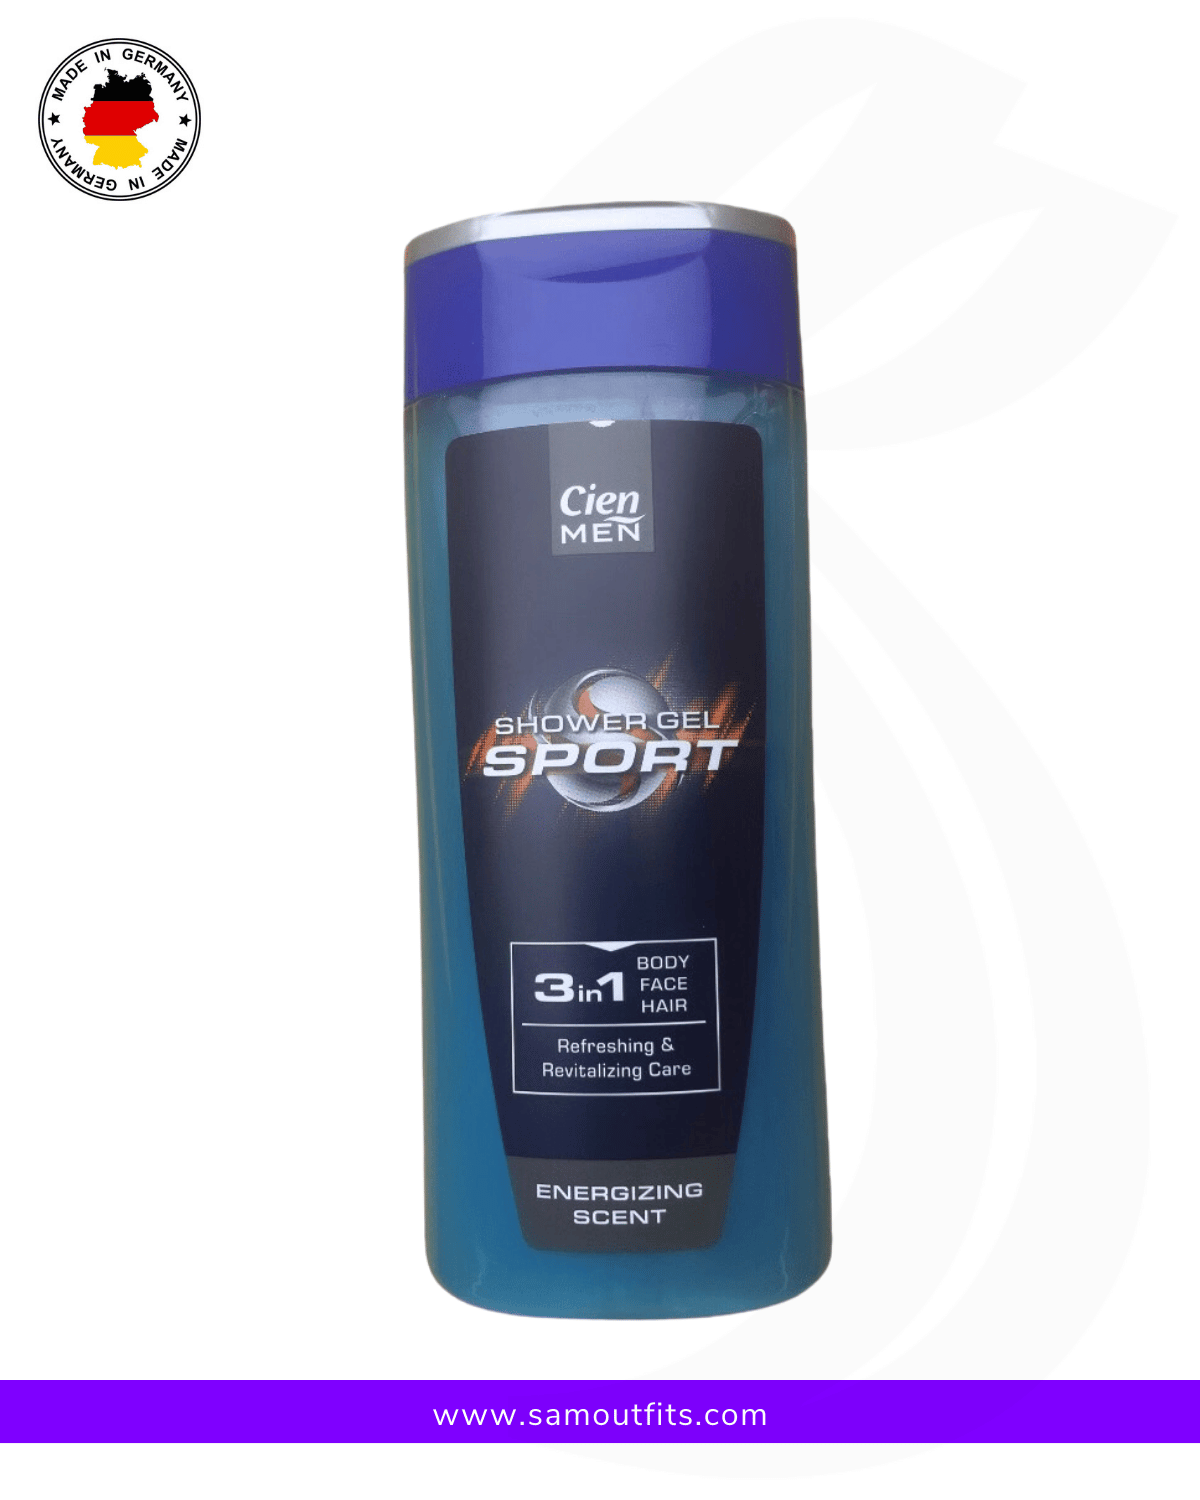 MADE IN GERMANY ★ MADE IN GERMANY ★
Cien
MEN
SHOWER GEL
SPORT
3in1
BODY
FACE
HAIR
Refreshing &
Revitalizing Care
ENERGIZING
SCENT
www.samoutfits.com